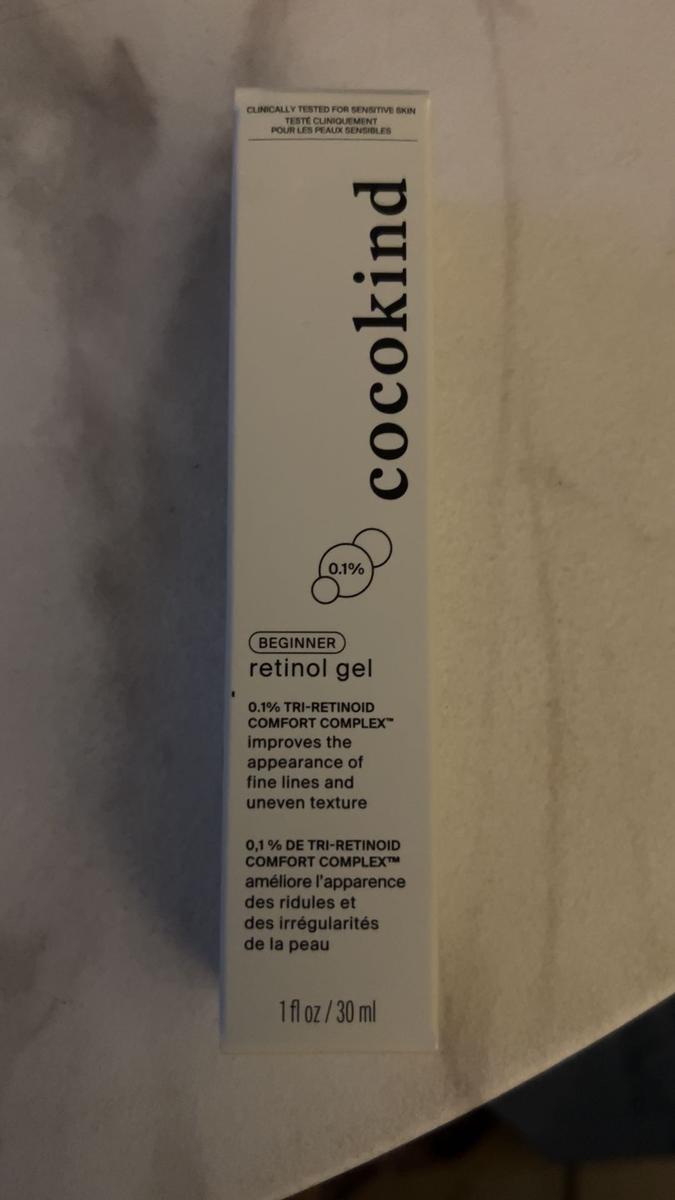 CLINICALLY TESTED FOR SENSITIVE SKIN
TESTÉ CLINIQUEMENT
POUR LES PEAUX SENSIBLES
cocokind
0.1%
BEGINNER
retinol gel
0.1% TRI-RETINOID
COMFORT COMPLEX™
improves the
appearance of
fine lines and
uneven texture
0,1 % DE TRI-RETINOID
COMFORT COMPLEX™
améliore l'apparence
des ridules et
des irrégularités
de la peau
1 fl oz / 30 ml